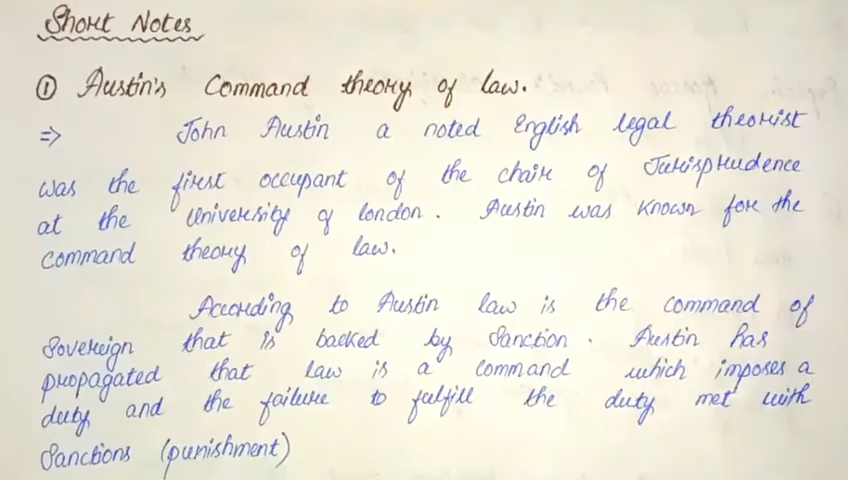 Short Notes
① Austin's Command theory of law.
⇒ John Austin a noted English legal theorist
was the first occupant of the chair of Jurisprudence
at the University of london. Austin was known for the
command theory of law.
According to Austin law is the command of
Sovereign that is backed by Sanction. Austin has
propagated that law is a command which imposes a
duty and the failure to fulfill the duty met with
Sanctions (punishment)